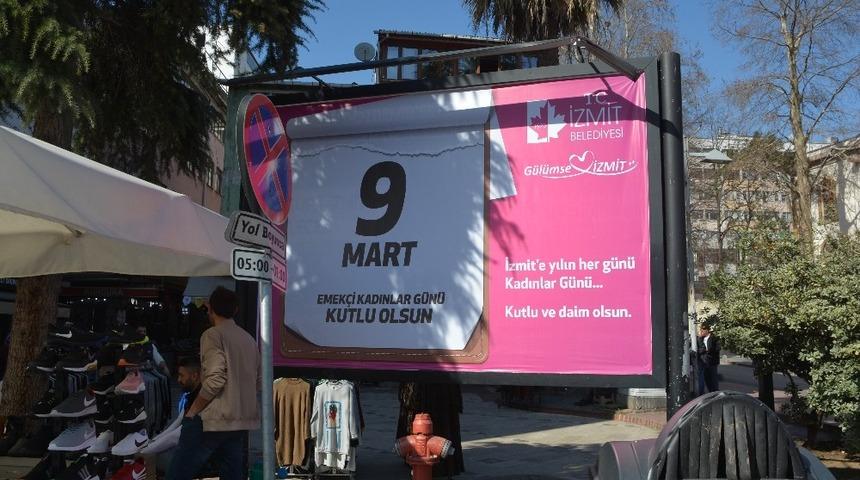 T.C.
İZMİT
BELEDİYESİ
Gülümse İZMİT
9
MART
EMEKÇİ KADINLAR GÜNÜ
KUTLU OLSUN
İzmit'e yılın her günü
Kadınlar Günü...
Kutlu ve daim olsun.
Yol Boyunca
05:00